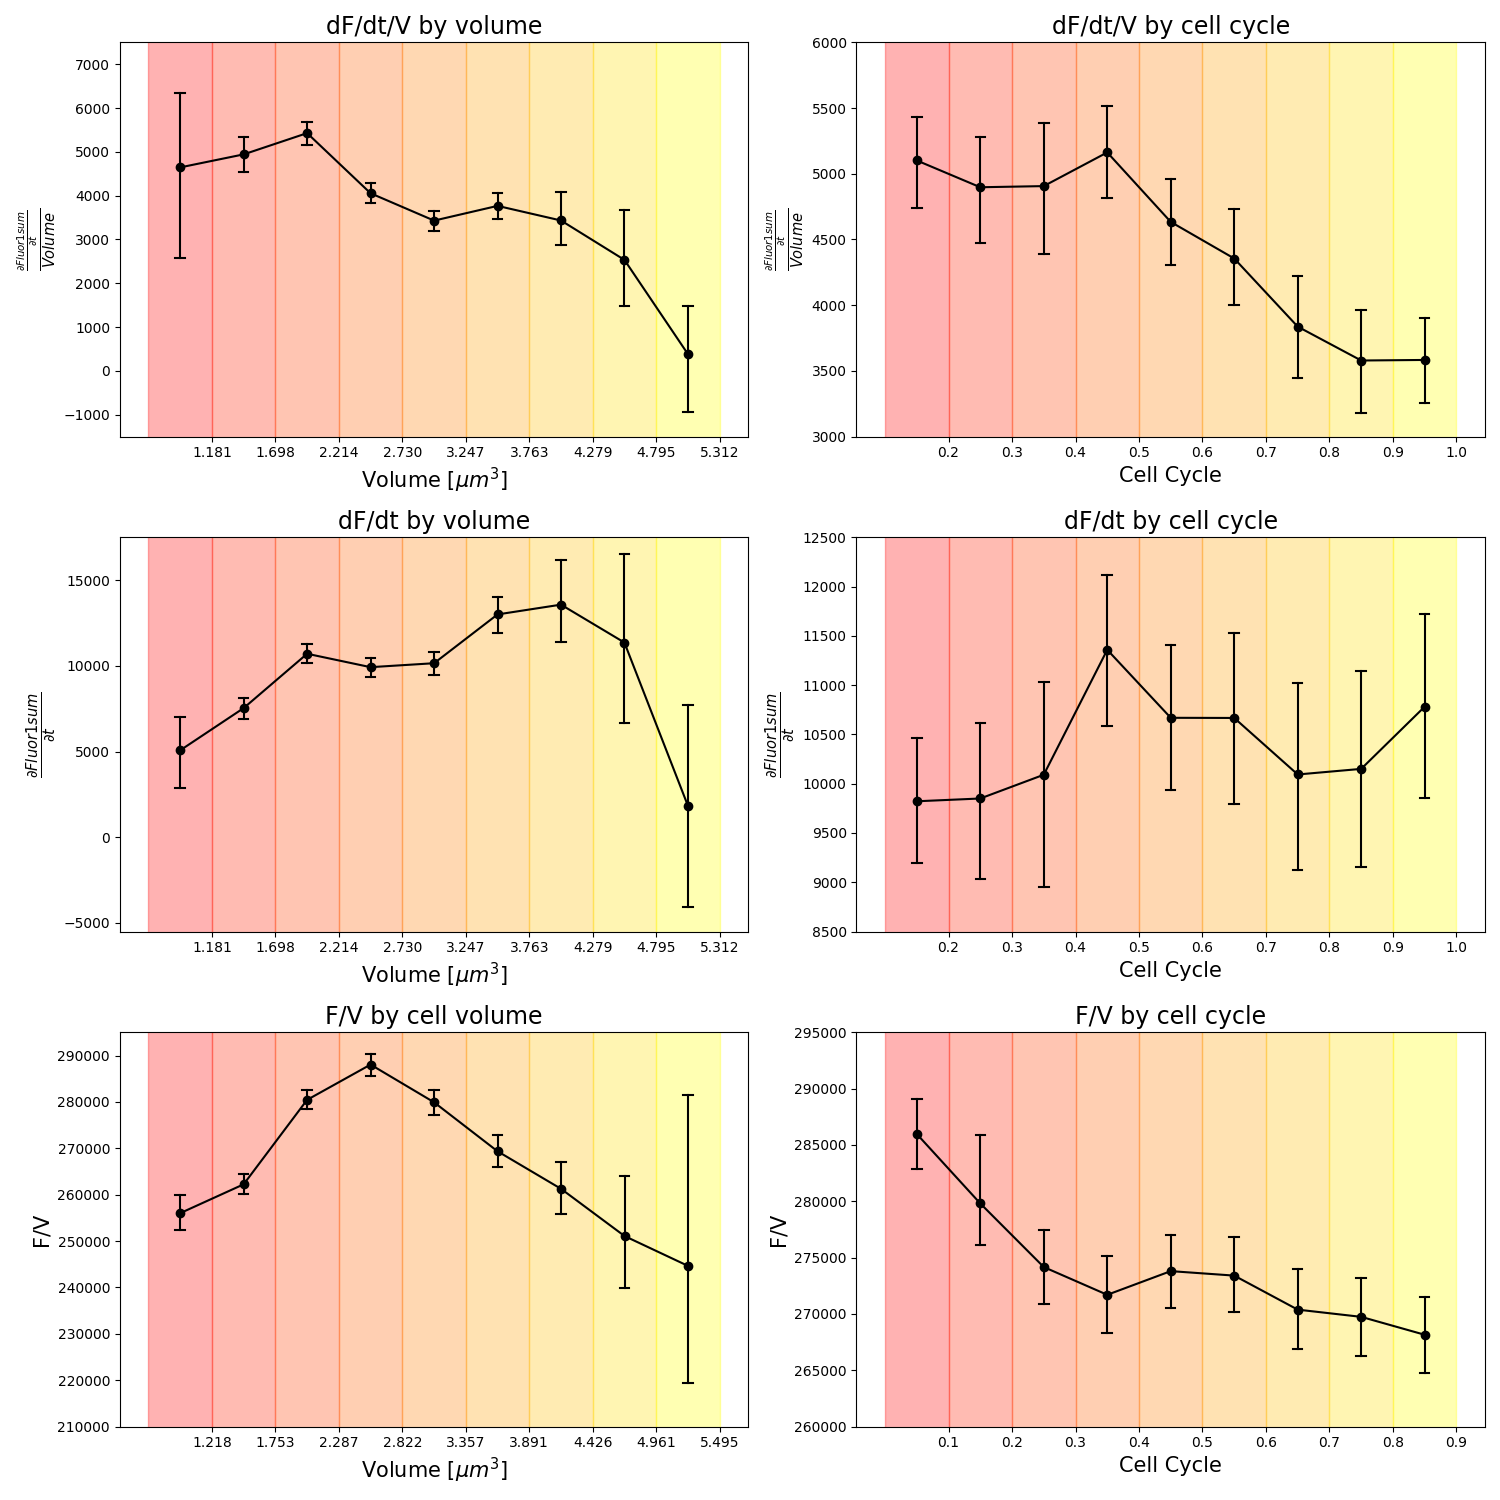 dF/dt/V by volume
7000
6000
5000
4000
3000
2000
1000
0
−1000
∂Fluor1sum
∂t
Volume
1.181 1.698 2.214 2.730 3.247 3.763 4.279 4.795 5.312
Volume [μm³]
dF/dt/V by cell cycle
6000
5500
5000
4500
4000
3500
3000
∂Fluor1sum
∂t
Volume
0.2 0.3 0.4 0.5 0.6 0.7 0.8 0.9 1.0
Cell Cycle
dF/dt by volume
15000
10000
5000
0
−5000
∂Fluor1sum
∂t
1.181 1.698 2.214 2.730 3.247 3.763 4.279 4.795 5.312
Volume [μm³]
dF/dt by cell cycle
12500
12000
11500
11000
10500
10000
9500
9000
8500
∂Fluor1sum
∂t
0.2 0.3 0.4 0.5 0.6 0.7 0.8 0.9 1.0
Cell Cycle
F/V by cell volume
290000
280000
270000
260000
250000
240000
230000
220000
210000
F/V
1.218 1.753 2.287 2.822 3.357 3.891 4.426 4.961 5.495
Volume [μm³]
F/V by cell cycle
295000
290000
285000
280000
275000
270000
265000
260000
F/V
0.1 0.2 0.3 0.4 0.5 0.6 0.7 0.8 0.9
Cell Cycle